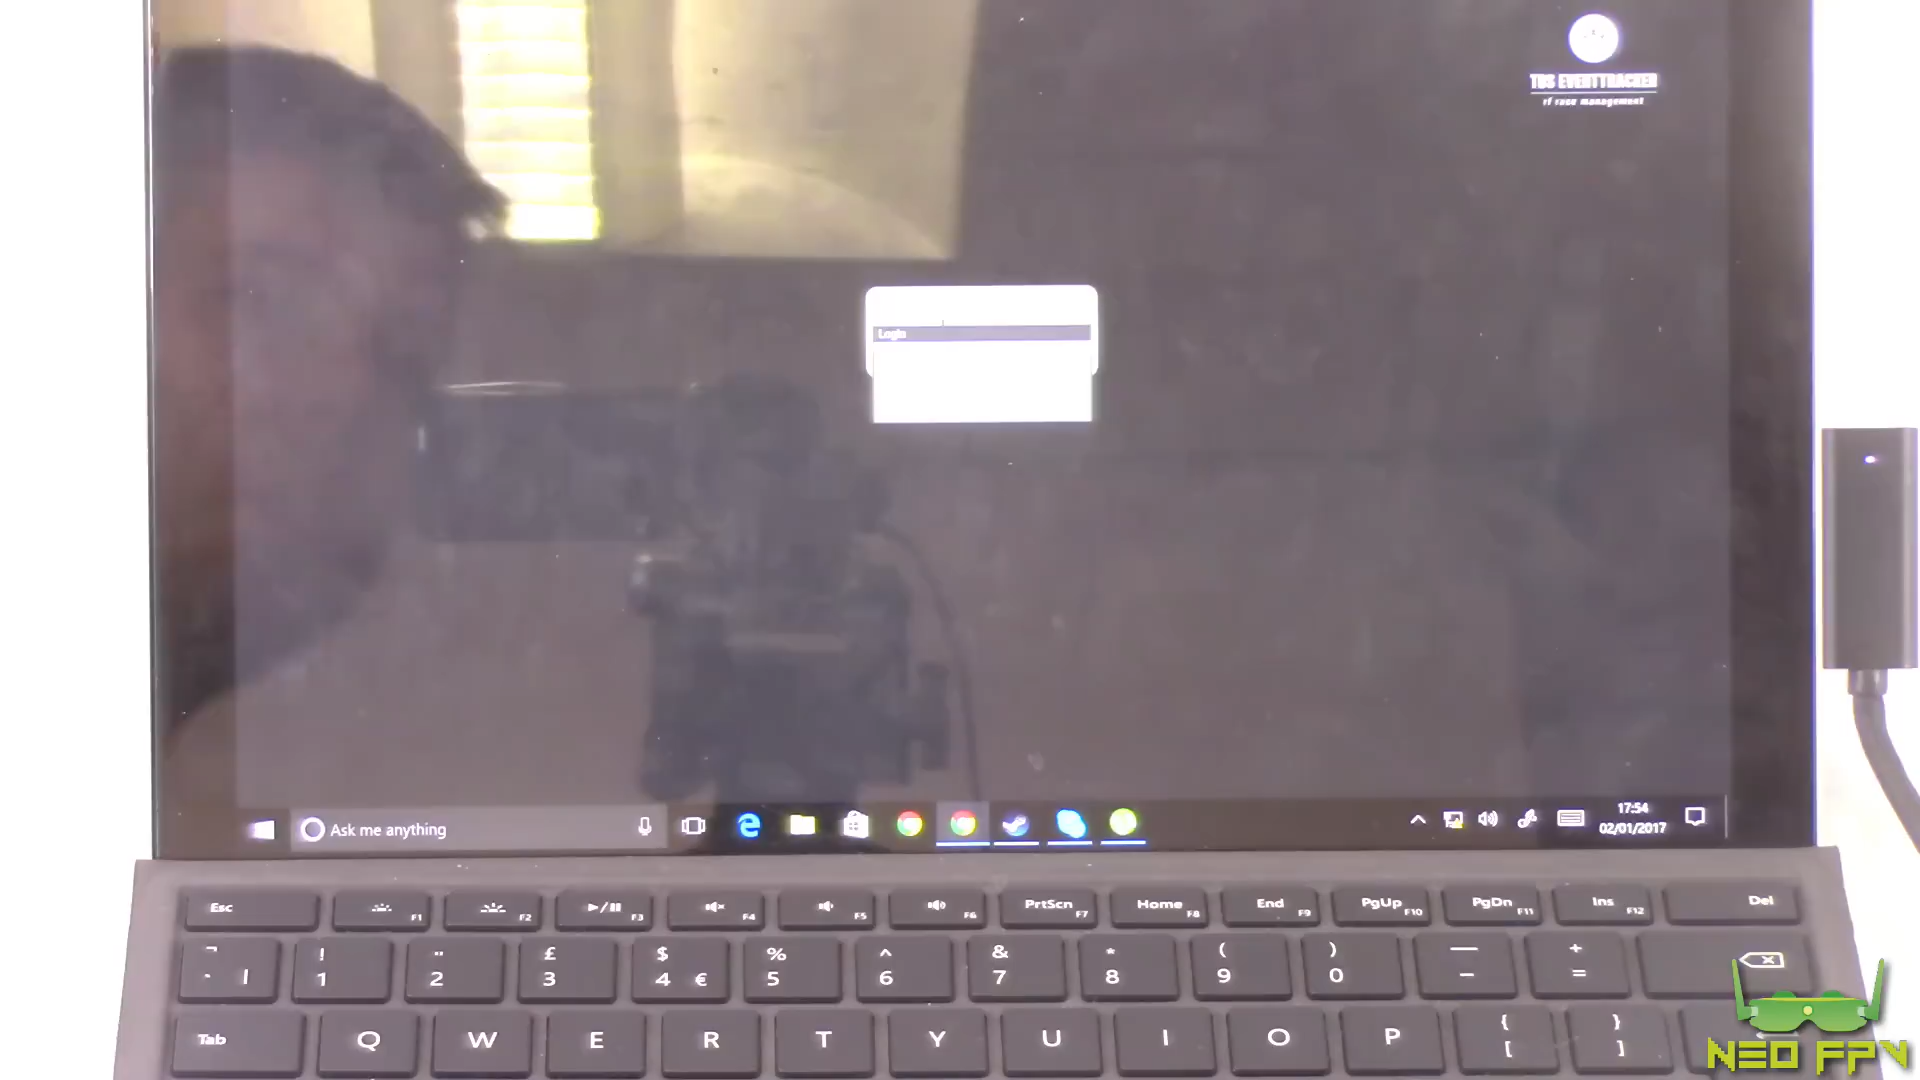 TBS EVENTTRACKER
rf race management
Login
Ask me anything
17:54
02/01/2017
Esc
F1
F2
F3
F4
F5
F6
PrtScn F7
Home F8
End F9
PgUp F10
PgDn F11
Ins F12
Del
¬ ` |
! 1
" 2
£ 3
$ 4 €
% 5
^ 6
& 7
* 8
( 9
) 0
— -
+ =
Tab
Q
W
E
R
T
Y
U
I
O
P
{ [
} ]
NEO FPV